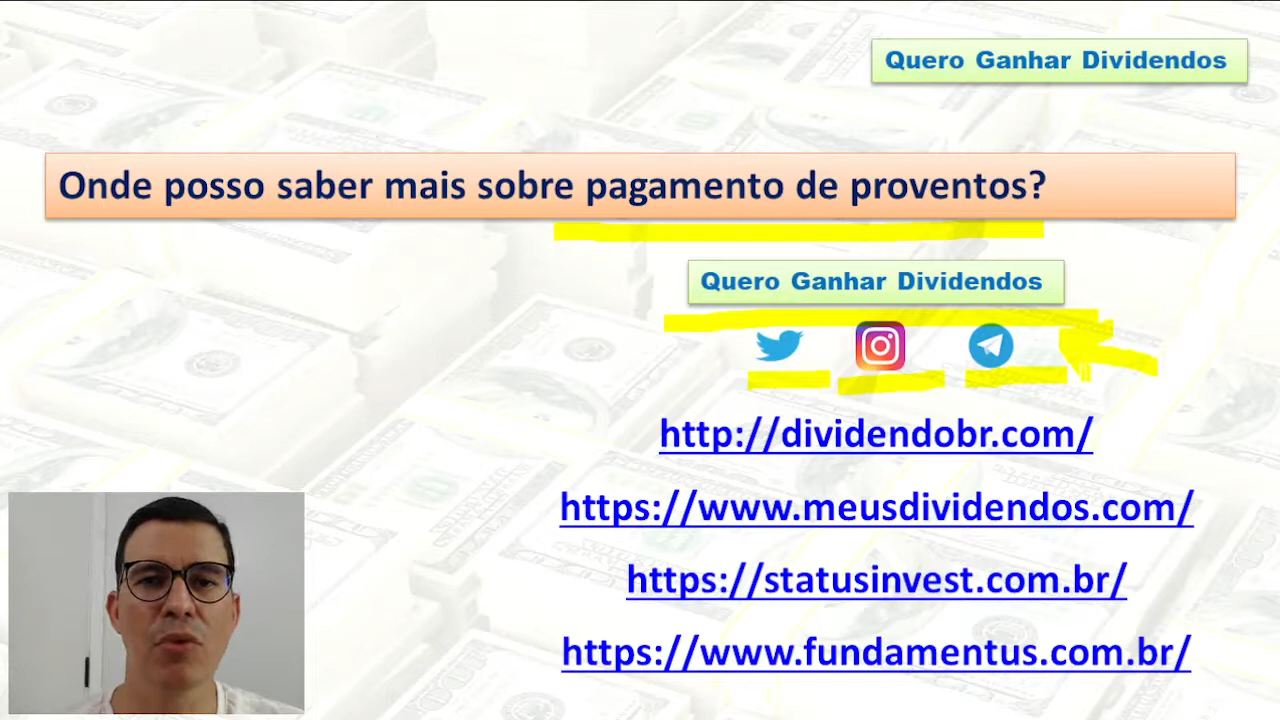 Quero Ganhar Dividendos
Onde posso saber mais sobre pagamento de proventos?
Quero Ganhar Dividendos
http://dividendobr.com/
https://www.meusdividendos.com/
https://statusinvest.com.br/
https://www.fundamentus.com.br/